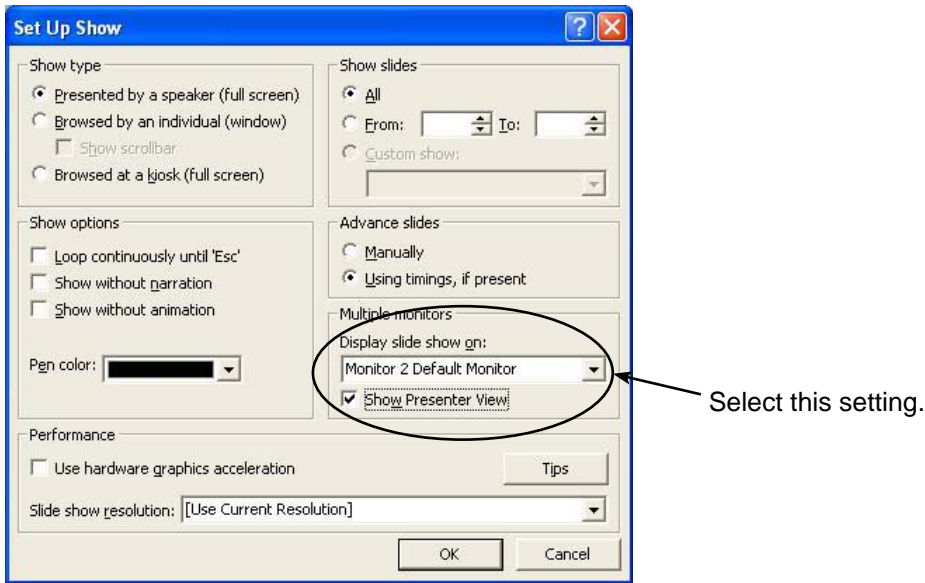 Set Up Show
Show type
Presented by a speaker (full screen)
Browsed by an individual (window)
Show scrollbar
Browsed at a kiosk (full screen)
Show slides
All
From: To:
Custom show:
Show options
Loop continuously until 'Esc'
Show without narration
Show without animation
Pen color:
Advance slides
Manually
Using timings, if present
Multiple monitors
Display slide show on:
Monitor 2 Default Monitor
Show Presenter View
Select this setting.
Performance
Use hardware graphics acceleration
Tips
Slide show resolution: [Use Current Resolution]
OK Cancel